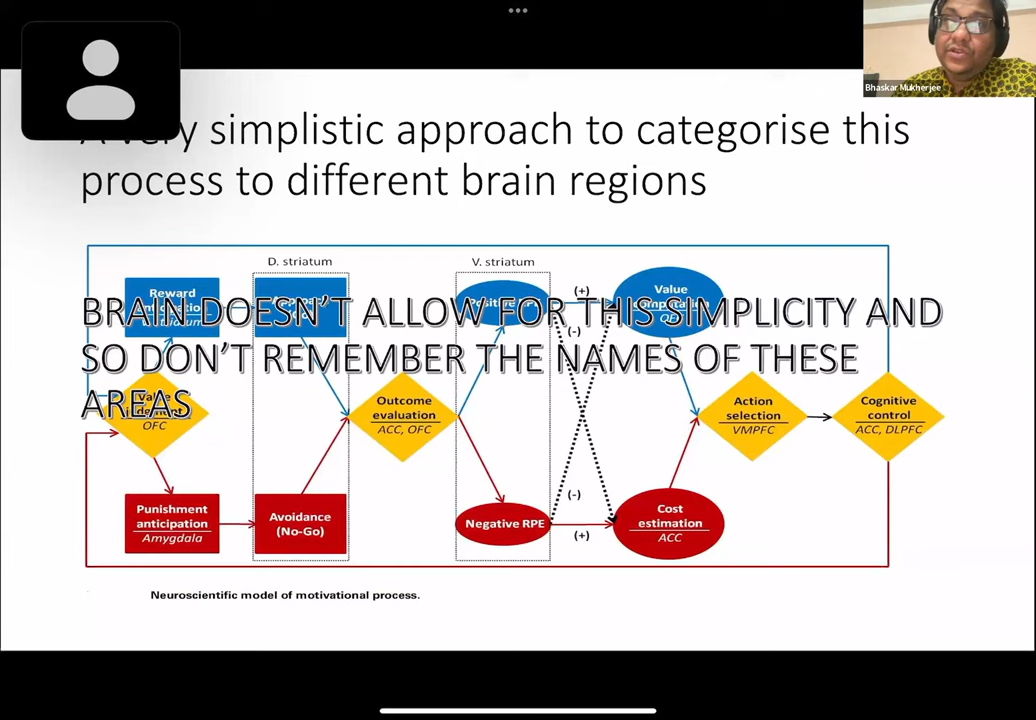 Bhaskar Mukherjee
A very simplistic approach to categorise this
process to different brain regions
D. striatum
V. striatum
Reward
(+)
Value
BRAIN DOESN'T ALLOW FOR THIS SIMPLICITY AND
(-)
SO DON'T REMEMBER THE NAMES OF THESE
AREAS
OFC
Outcome
evaluation
ACC, OFC
Action
selection
VMPFC
Cognitive
control
ACC, DLPFC
Punishment
anticipation
Amygdala
Avoidance
(No-Go)
(-)
Negative RPE
(+)
Cost
estimation
ACC
Neuroscientific model of motivational process.